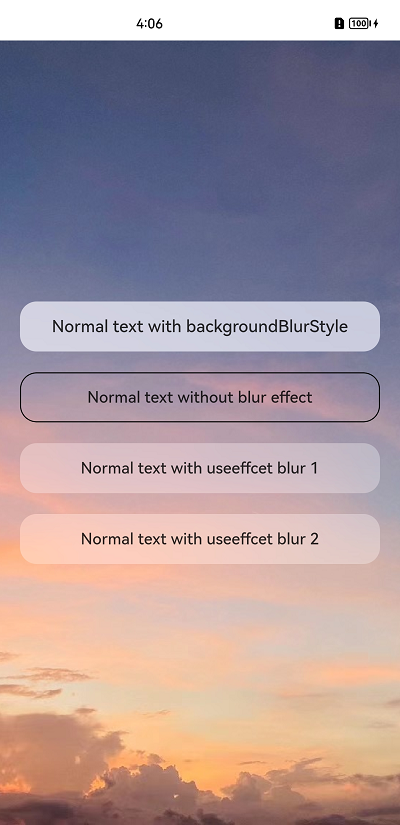 4:06
100
Normal text with backgroundBlurStyle
Normal text without blur effect
Normal text with useeffcet blur 1
Normal text with useeffcet blur 2